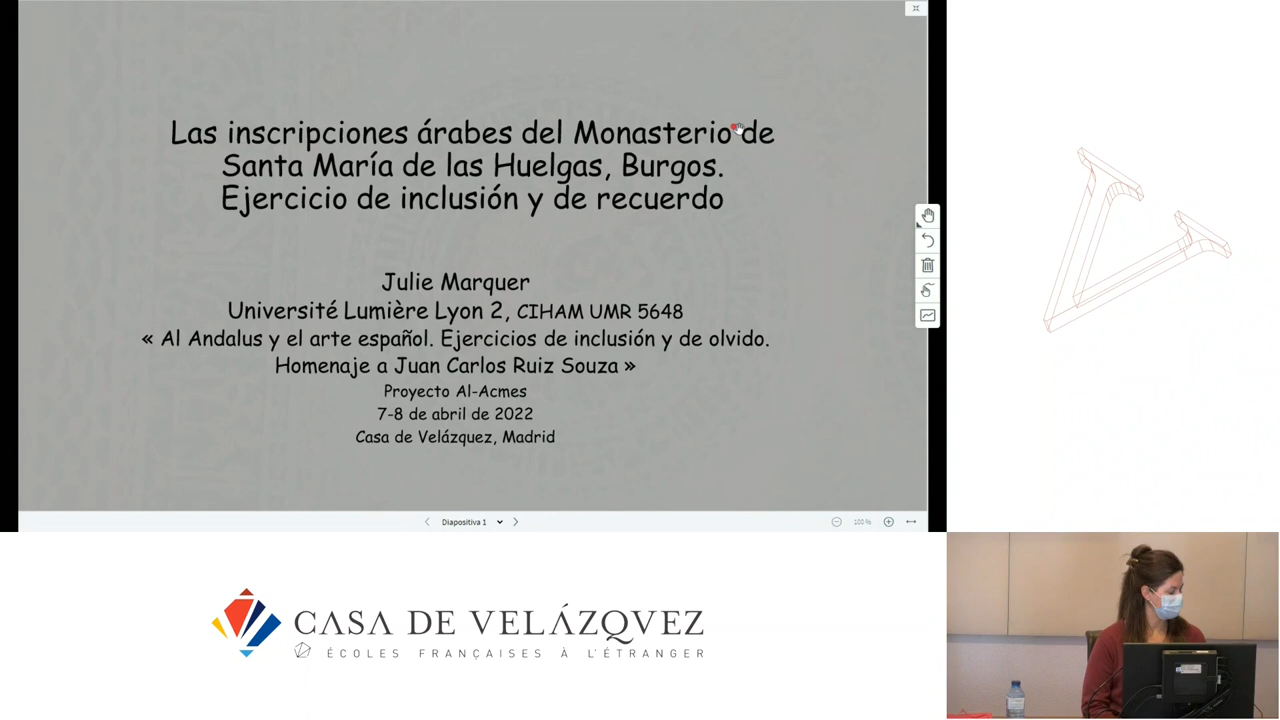 Las inscripciones árabes del Monasterio de
Santa María de las Huelgas, Burgos.
Ejercicio de inclusión y de recuerdo
Julie Marquer
Université Lumière Lyon 2, CIHAM UMR 5648
« Al Andalus y el arte español. Ejercicios de inclusión y de olvido.
Homenaje a Juan Carlos Ruiz Souza »
Proyecto Al-Acmes
7-8 de abril de 2022
Casa de Velázquez, Madrid
Diapositiva 1
100 %
CASA DE VELÁZQVEZ
ÉCOLES FRANÇAISES À L'ÉTRANGER